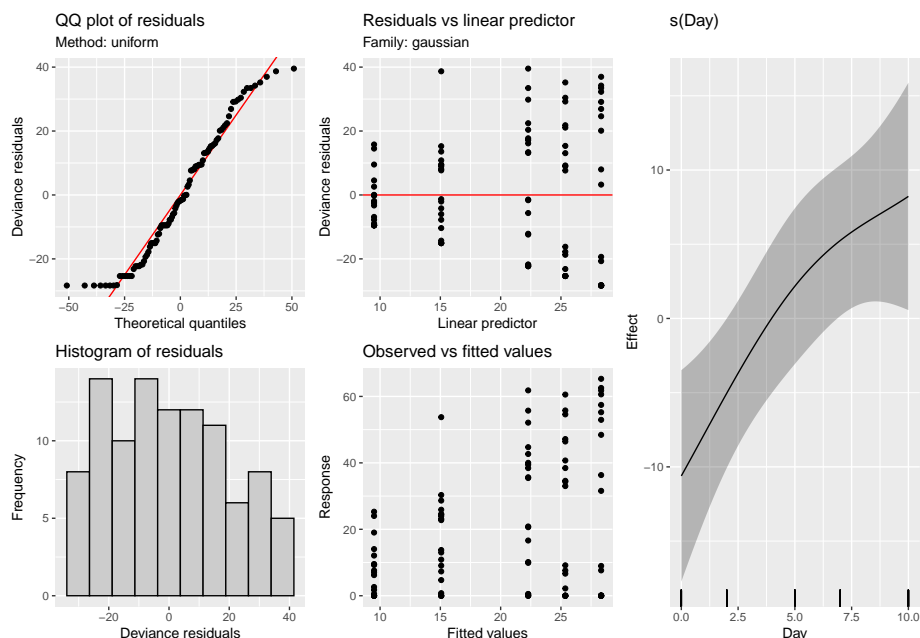 QQ plot of residuals
Method: uniform
40
20
0
−20
Deviance residuals
−50
−25
0
25
50
Theoretical quantiles
Residuals vs linear predictor
Family: gaussian
40
20
0
−20
Deviance residuals
10
15
20
25
Linear predictor
Histogram of residuals
10
5
0
Frequency
−20
0
20
40
Deviance residuals
Observed vs fitted values
60
40
20
0
Response
10
15
20
25
Fitted values
s(Day)
10
0
−10
Effect
0.0
2.5
5.0
7.5
10.0
Day